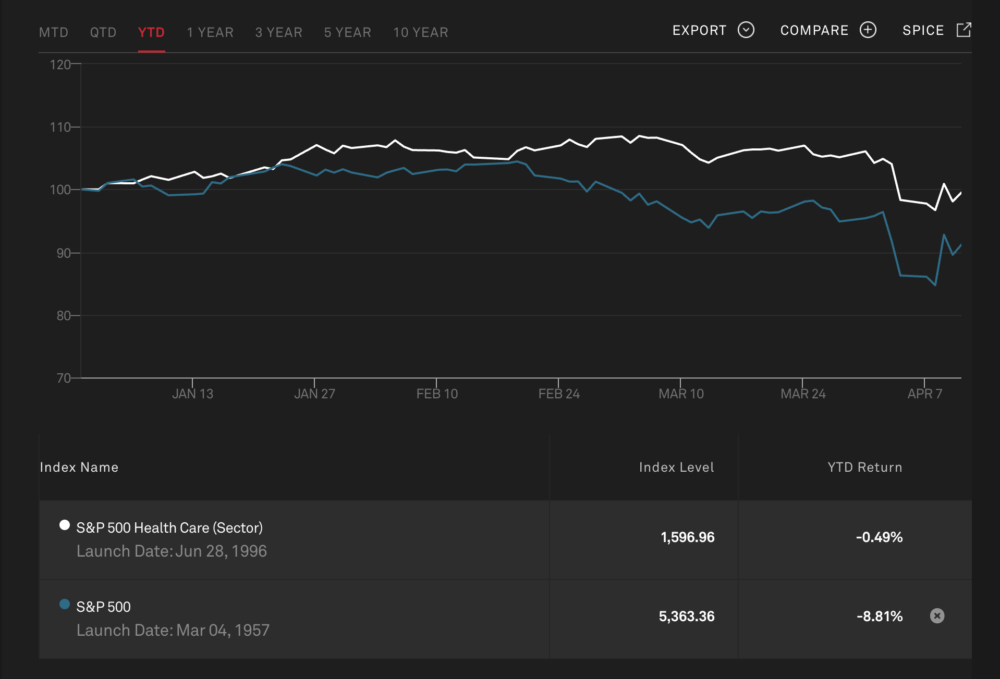 MTD QTD YTD 1 YEAR 3 YEAR 5 YEAR 10 YEAR EXPORT COMPARE SPICE
120
110
100
90
80
70
JAN 13 JAN 27 FEB 10 FEB 24 MAR 10 MAR 24 APR 7
Index Name Index Level YTD Return
S&P 500 Health Care (Sector) 1,596.96 -0.49%
Launch Date: Jun 28, 1996
S&P 500 5,363.36 -8.81%
Launch Date: Mar 04, 1957